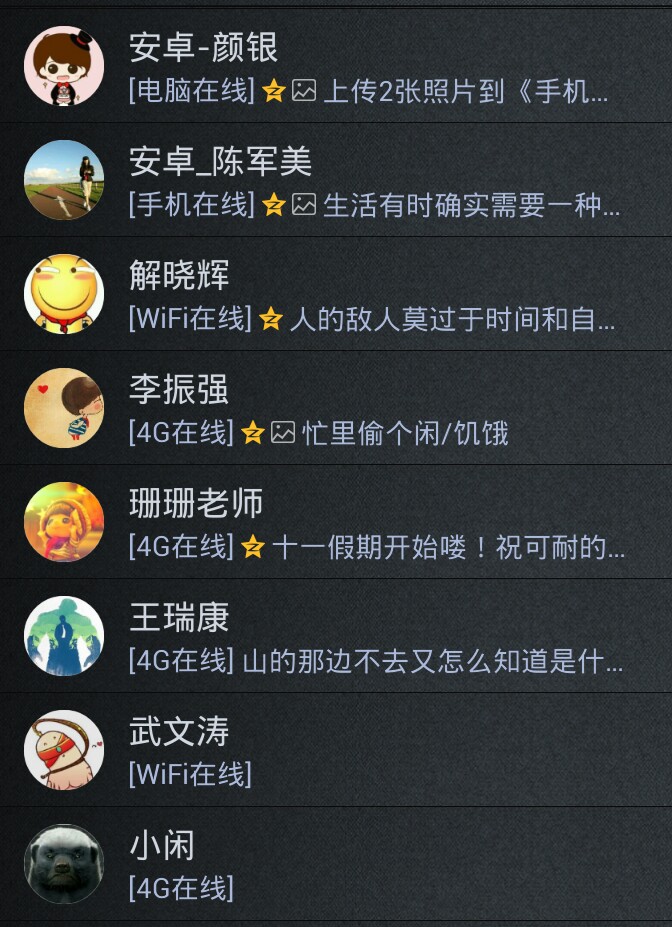 安卓-颜银
[电脑在线] 上传2张照片到《手机...
安卓_陈军美
[手机在线] 生活有时确实需要一种...
解晓辉
[WiFi在线] 人的敌人莫过于时间和自...
李振强
[4G在线] 忙里偷个闲/饥饿
珊珊老师
[4G在线] 十一假期开始喽！祝可耐的...
王瑞康
[4G在线] 山的那边不去又怎么知道是什...
武文涛
[WiFi在线]
小闲
[4G在线]